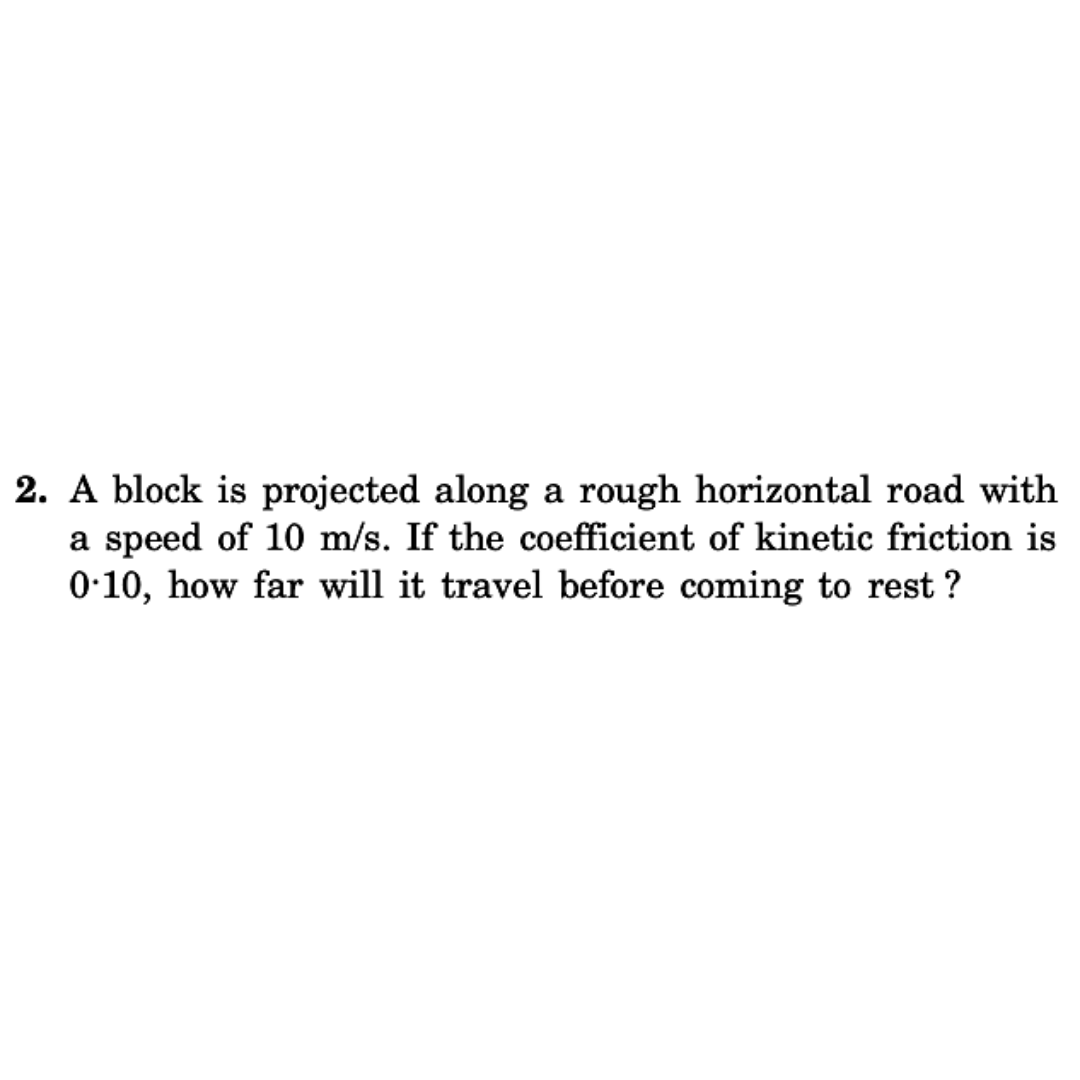 2. A block is projected along a rough horizontal road with
a speed of 10 m/s. If the coefficient of kinetic friction is
0·10, how far will it travel before coming to rest ?